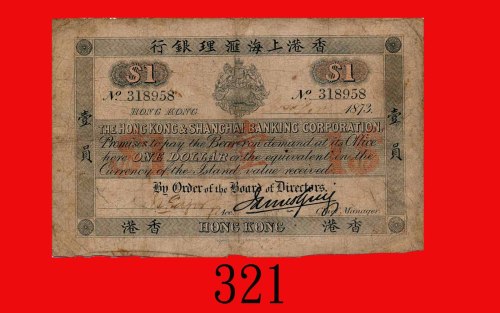 行銀理滙海上港香
$1 $1
No. 318958 No. 318958
HONG KONG 1873.
壹員 壹員
THE HONG KONG & SHANGHAI BANKING CORPORATION
Promises to pay the Bearer on demand at its Office
here ONE DOLLAR or the equivalent in the
Currency of the Island value received.
By Order of the Board of Directors.
Acct. Chief Manager.
港香 HONG KONG 港香
321